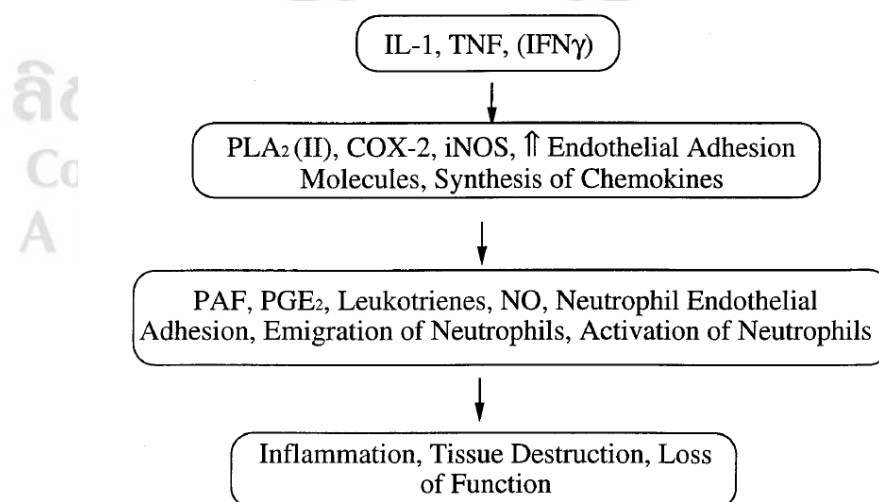 IL-1, TNF, (IFNγ)
PLA₂ (II), COX-2, iNOS, ⇑ Endothelial Adhesion
Molecules, Synthesis of Chemokines
PAF, PGE₂, Leukotrienes, NO, Neutrophil Endothelial
Adhesion, Emigration of Neutrophils, Activation of Neutrophils
Inflammation, Tissue Destruction, Loss
of Function